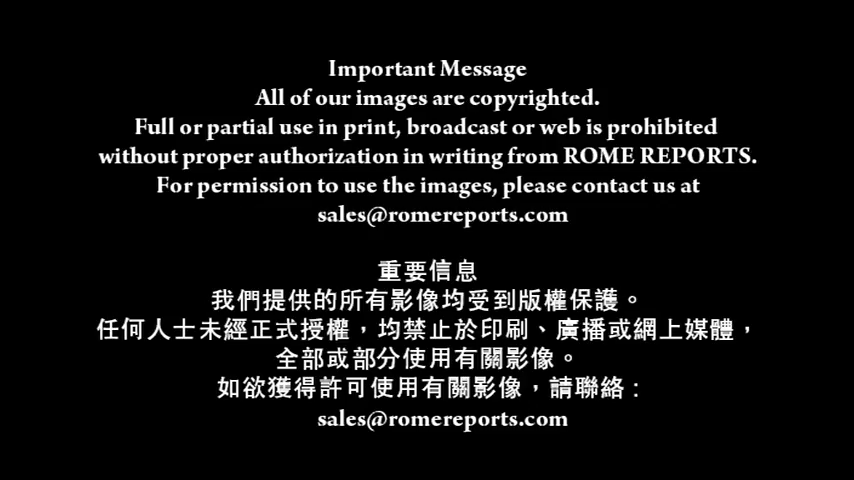 Important Message
All of our images are copyrighted.
Full or partial use in print, broadcast or web is prohibited
without proper authorization in writing from ROME REPORTS.
For permission to use the images, please contact us at
sales@romereports.com
重要信息
我們提供的所有影像均受到版權保護。
任何人士未經正式授權，均禁止於印刷、廣播或網上媒體，
全部或部分使用有關影像。
如欲獲得許可使用有關影像，請聯絡：
sales@romereports.com